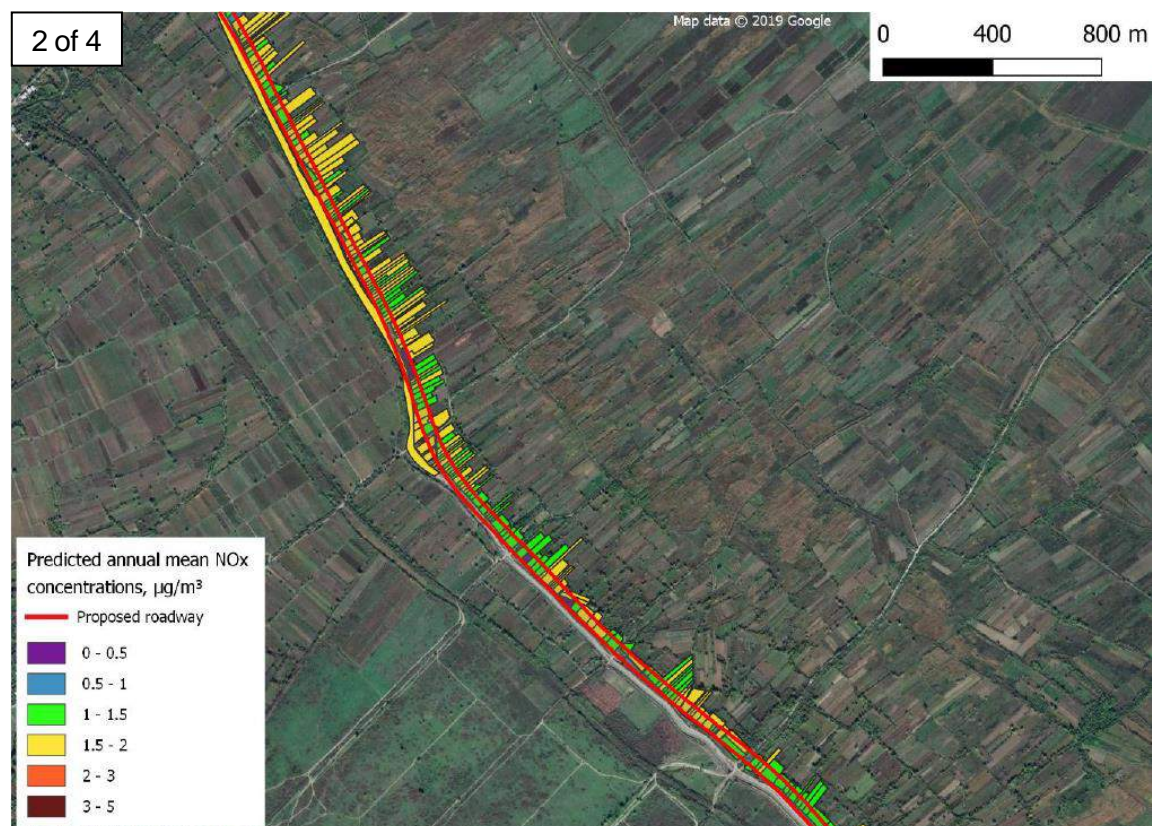 2 of 4
Map data © 2019 Google
0 400 800 m
Predicted annual mean NOx
concentrations, µg/m³
Proposed roadway
0 - 0.5
0.5 - 1
1 - 1.5
1.5 - 2
2 - 3
3 - 5